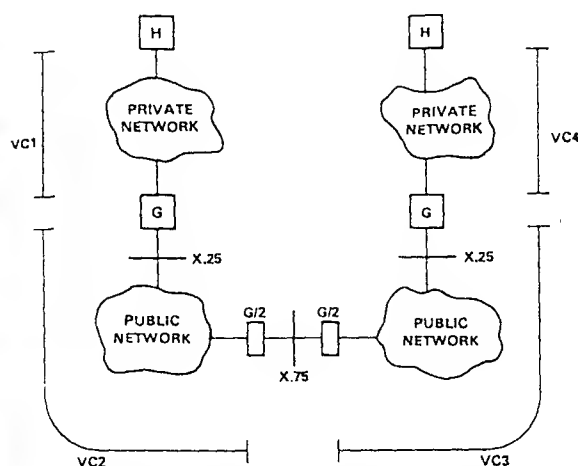 H
H
PRIVATE
NETWORK
PRIVATE
NETWORK
VC1
VC4
G
G
X.25
X.25
PUBLIC
NETWORK
G/2
G/2
PUBLIC
NETWORK
X.75
VC2
VC3